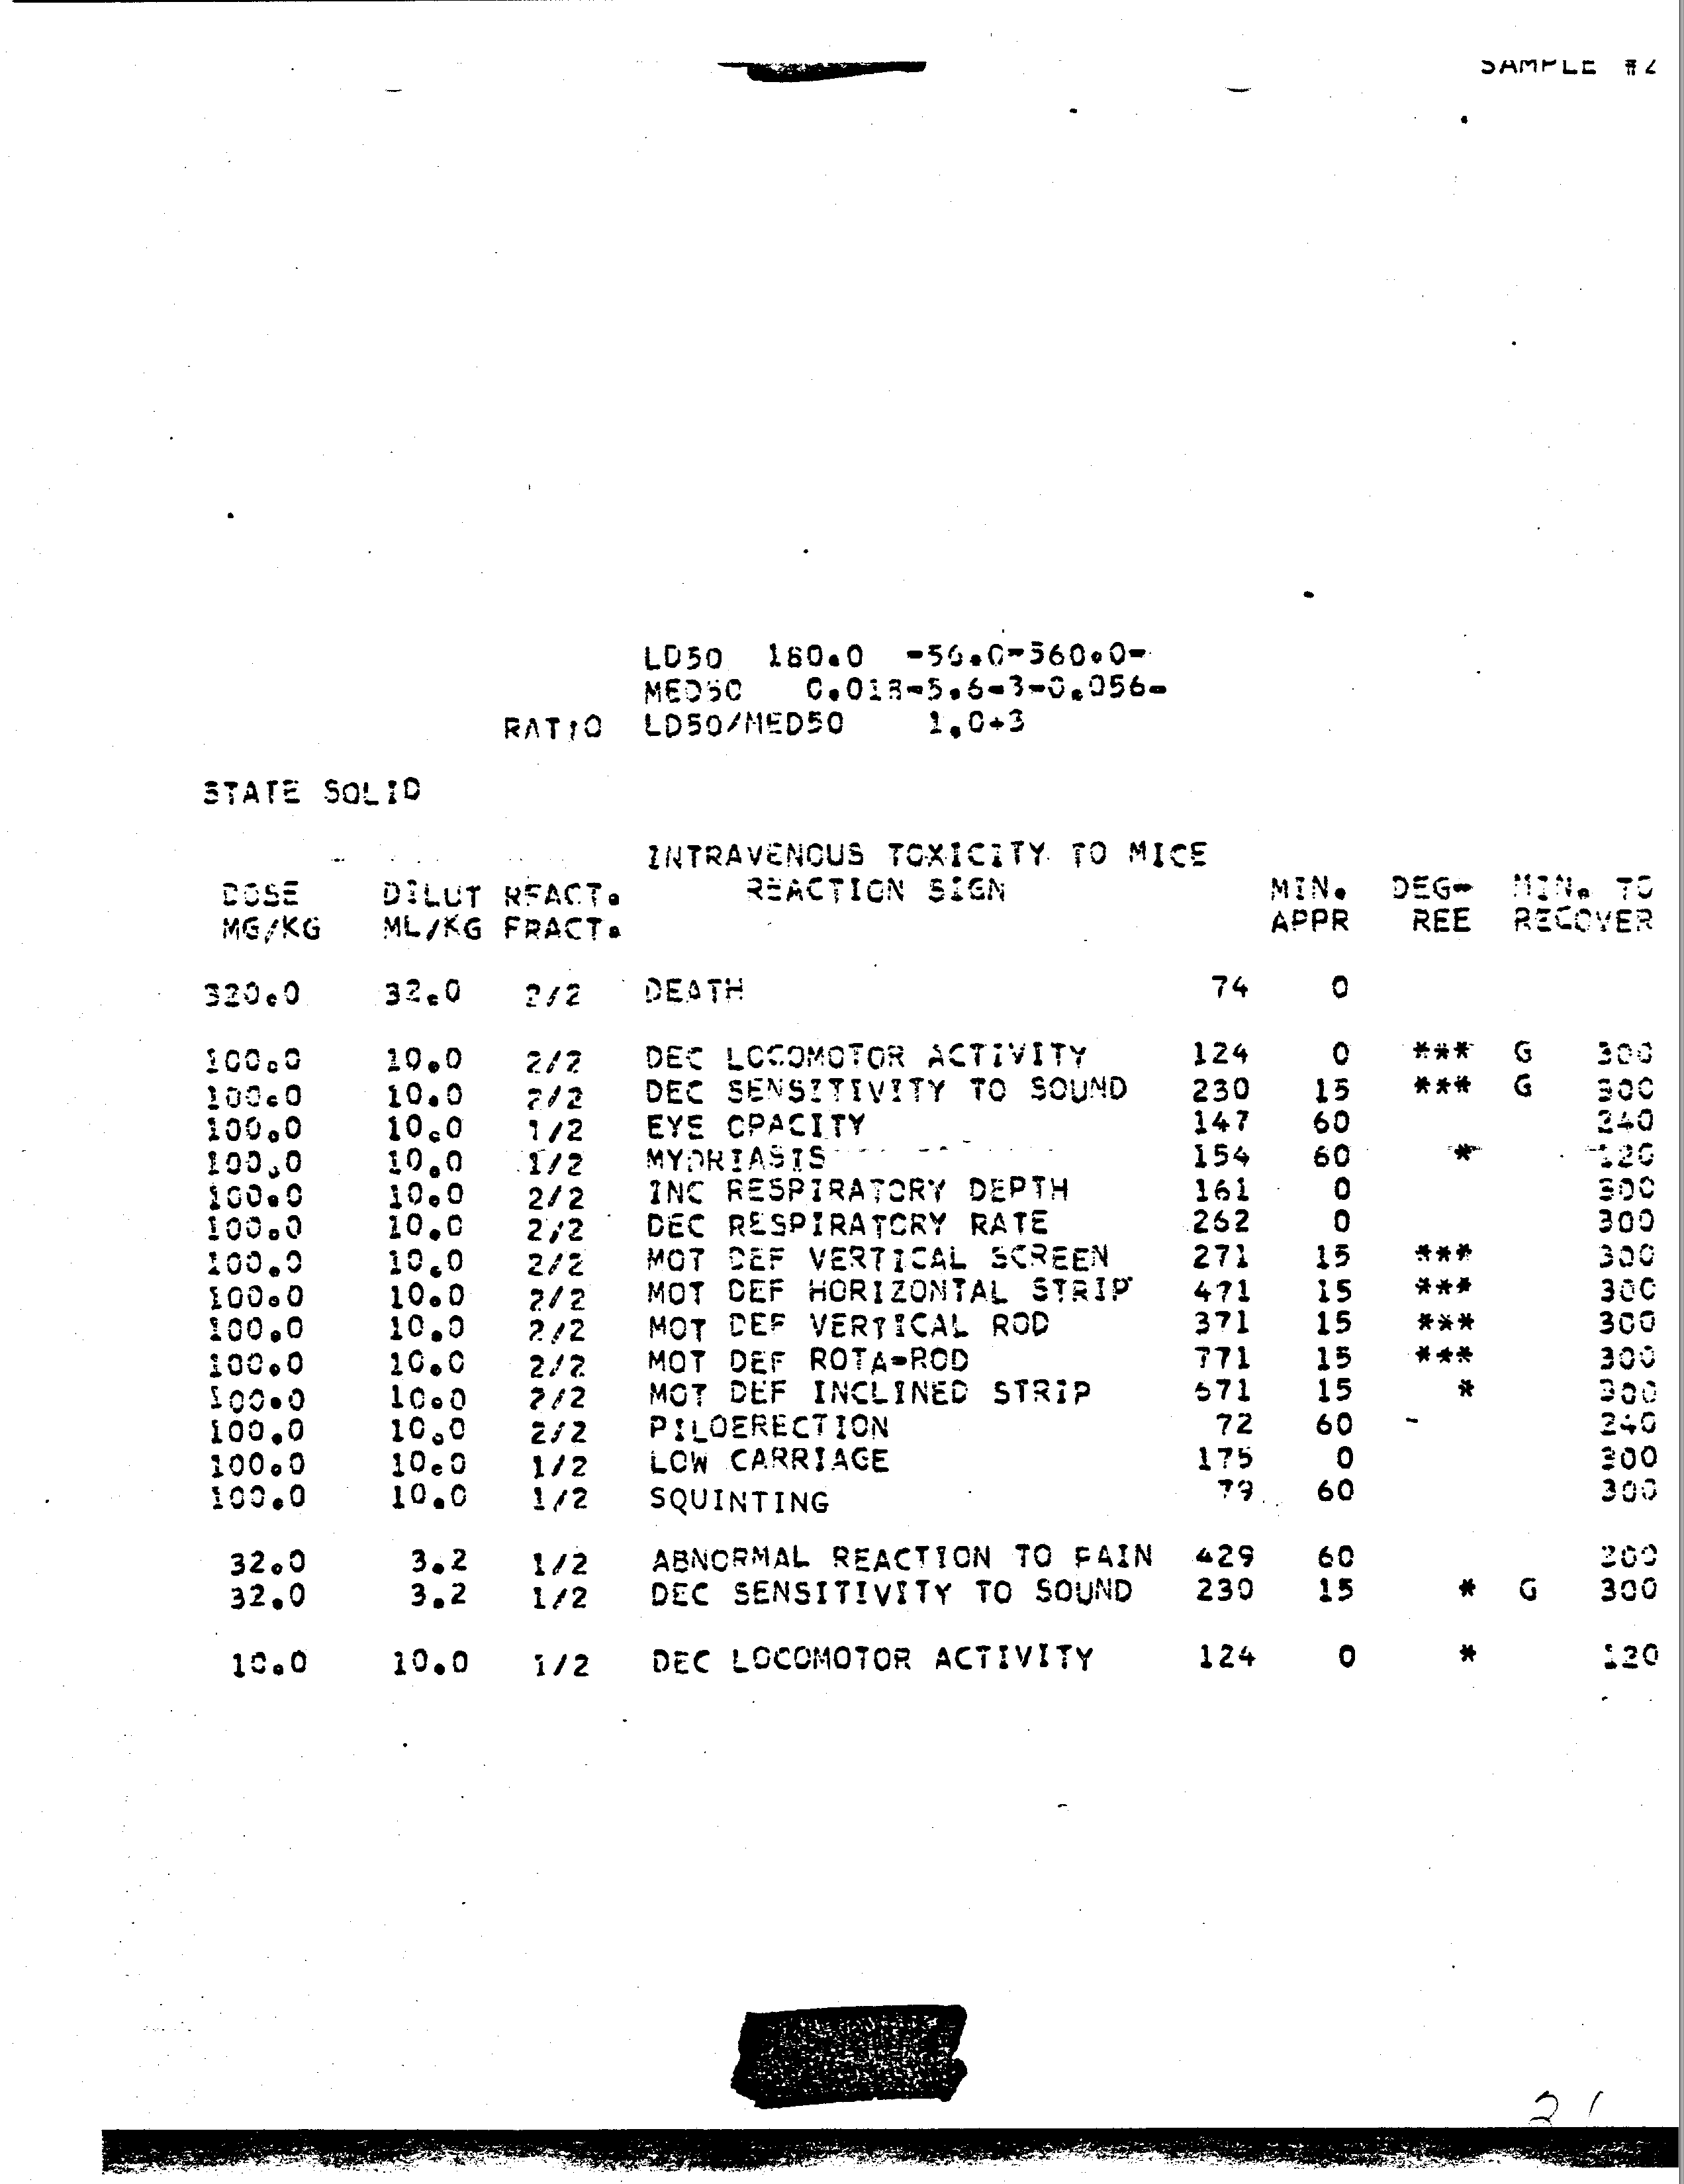 SAMPLE #2
LD50 180.0 -56.0-560.0-
MED50 0.018-5.6-3-0.056-
RATIO LD50/MED50 1.0+3
STATE SOLID
INTRAVENOUS TOXICITY TO MICE
DOSE DILUT REACT. REACTION SIGN MIN. DEG- MIN. TO
MG/KG ML/KG FRACT. APPR REE RECOVER
320.0 32.0 2/2 DEATH 74 0
100.0 10.0 2/2 DEC LOCOMOTOR ACTIVITY 124 0 *** G 300
100.0 10.0 2/2 DEC SENSITIVITY TO SOUND 230 15 *** G 300
100.0 10.0 1/2 EYE OPACITY 147 60 240
100.0 10.0 1/2 MYDRIASIS 154 60 * 120
100.0 10.0 2/2 INC RESPIRATORY DEPTH 161 0 300
100.0 10.0 2/2 DEC RESPIRATORY RATE 262 0 300
100.0 10.0 2/2 MOT DEF VERTICAL SCREEN 271 15 *** 300
100.0 10.0 2/2 MOT DEF HORIZONTAL STRIP 471 15 *** 300
100.0 10.0 2/2 MOT DEF VERTICAL ROD 371 15 *** 300
100.0 10.0 2/2 MOT DEF ROTA-ROD 771 15 *** 300
100.0 10.0 2/2 MOT DEF INCLINED STRIP 671 15 * 300
100.0 10.0 2/2 PILOERECTION 72 60 - 240
100.0 10.0 1/2 LOW CARRIAGE 175 0 300
100.0 10.0 1/2 SQUINTING 79 60 300
32.0 3.2 1/2 ABNORMAL REACTION TO PAIN 429 60
32.0 3.2 1/2 DEC SENSITIVITY TO SOUND 230 15 * G 300
10.0 10.0 1/2 DEC LOCOMOTOR ACTIVITY 124 0 * 120